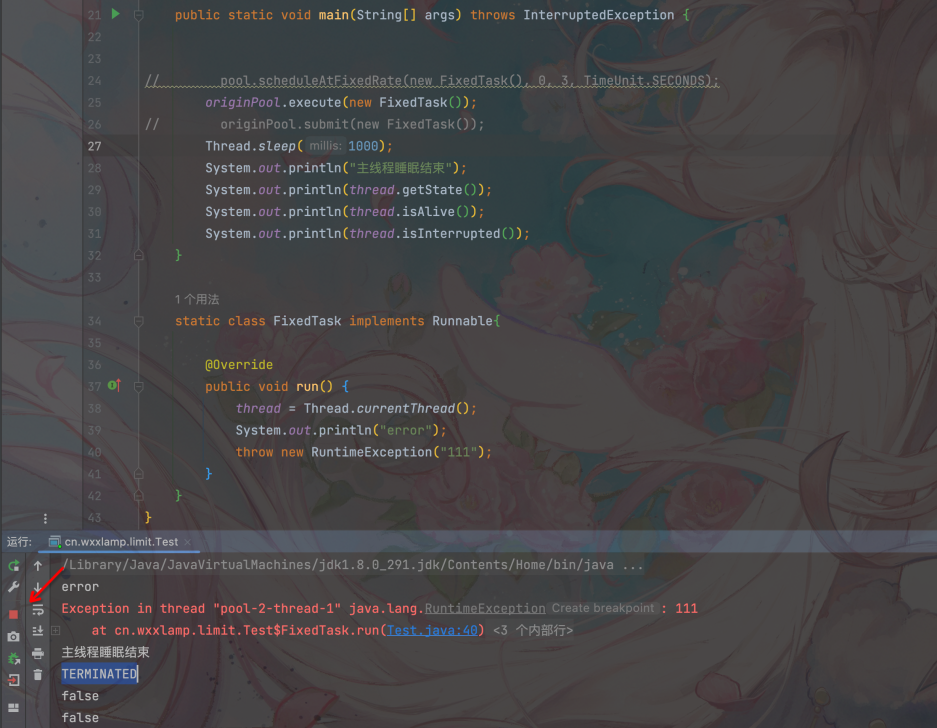 21 public static void main(String[] args) throws InterruptedException {
22
23
24 // pool.scheduleAtFixedRate(new FixedTask(), 0, 3, TimeUnit.SECONDS);
25 originPool.execute(new FixedTask());
26 // originPool.submit(new FixedTask());
27 Thread.sleep( millis: 1000);
28 System.out.println("主线程睡眠结束");
29 System.out.println(thread.getState());
30 System.out.println(thread.isAlive());
31 System.out.println(thread.isInterrupted());
32 }
33
1 个用法
34 static class FixedTask implements Runnable{
35
36 @Override
37 public void run() {
38 thread = Thread.currentThread();
39 System.out.println("error");
40 throw new RuntimeException("111");
41 }
42 }
43 }
运行: cn.wxxlamp.limit.Test ×
/Library/Java/JavaVirtualMachines/jdk1.8.0_291.jdk/Contents/Home/bin/java ...
error
Exception in thread "pool-2-thread-1" java.lang.RuntimeException Create breakpoint : 111
at cn.wxxlamp.limit.Test$FixedTask.run(Test.java:40) <3 个内部行>
主线程睡眠结束
TERMINATED
false
false